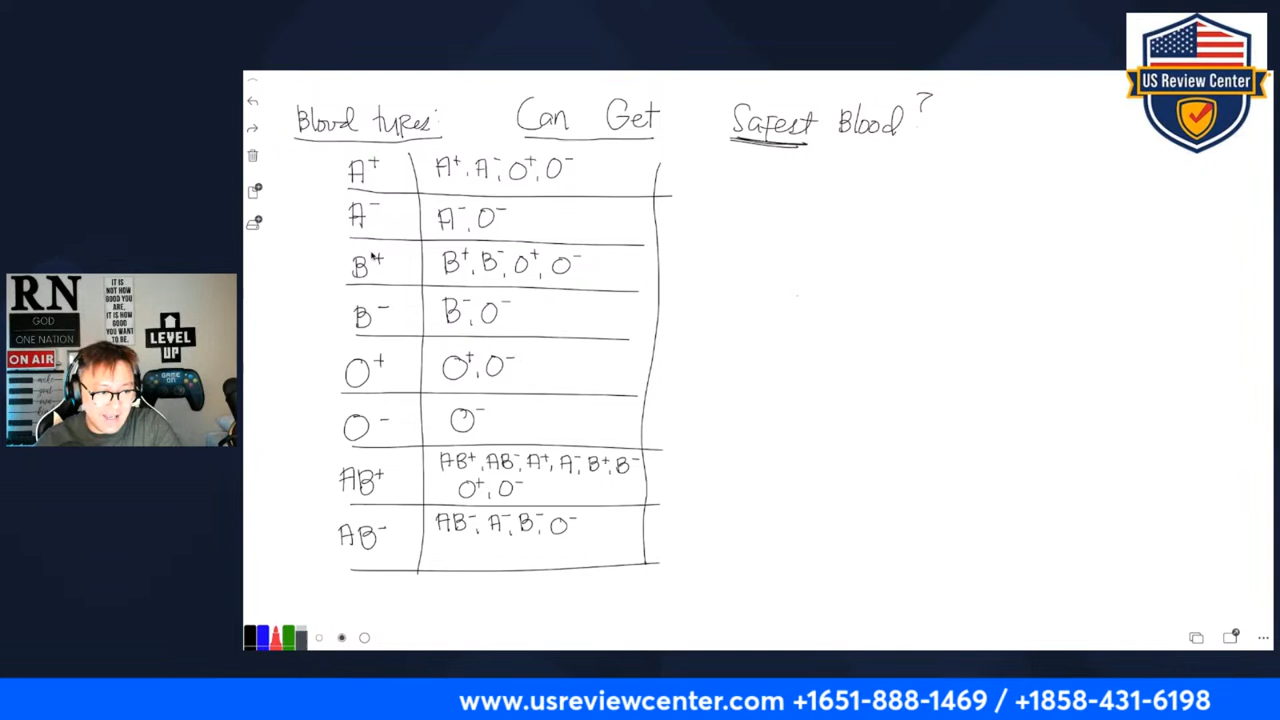 US Review Center
Blood types: Can Get Safest Blood?
A+ A+, A-, O+, O-
A- A-, O-
B+ B+, B-, O+, O-
B- B-, O-
O+ O+, O-
O- O-
AB+ AB+, AB-, A+, A-, B+, B-
O+, O-
AB- AB-, A-, B-, O-
RN
GOD
ONE NATION
ON AIR
IT IS
NOT HOW
GOOD YOU
ARE,
IT IS HOW
GOOD
YOU WANT
TO BE.
LEVEL
UP
GAME ON
www.usreviewcenter.com +1651-888-1469 / +1858-431-6198